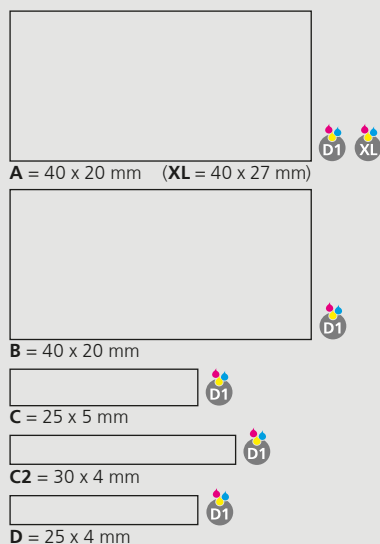 D1 XL
A = 40 x 20 mm (XL = 40 x 27 mm)
D1
B = 40 x 20 mm
D1
C = 25 x 5 mm
D1
C2 = 30 x 4 mm
D1
D = 25 x 4 mm